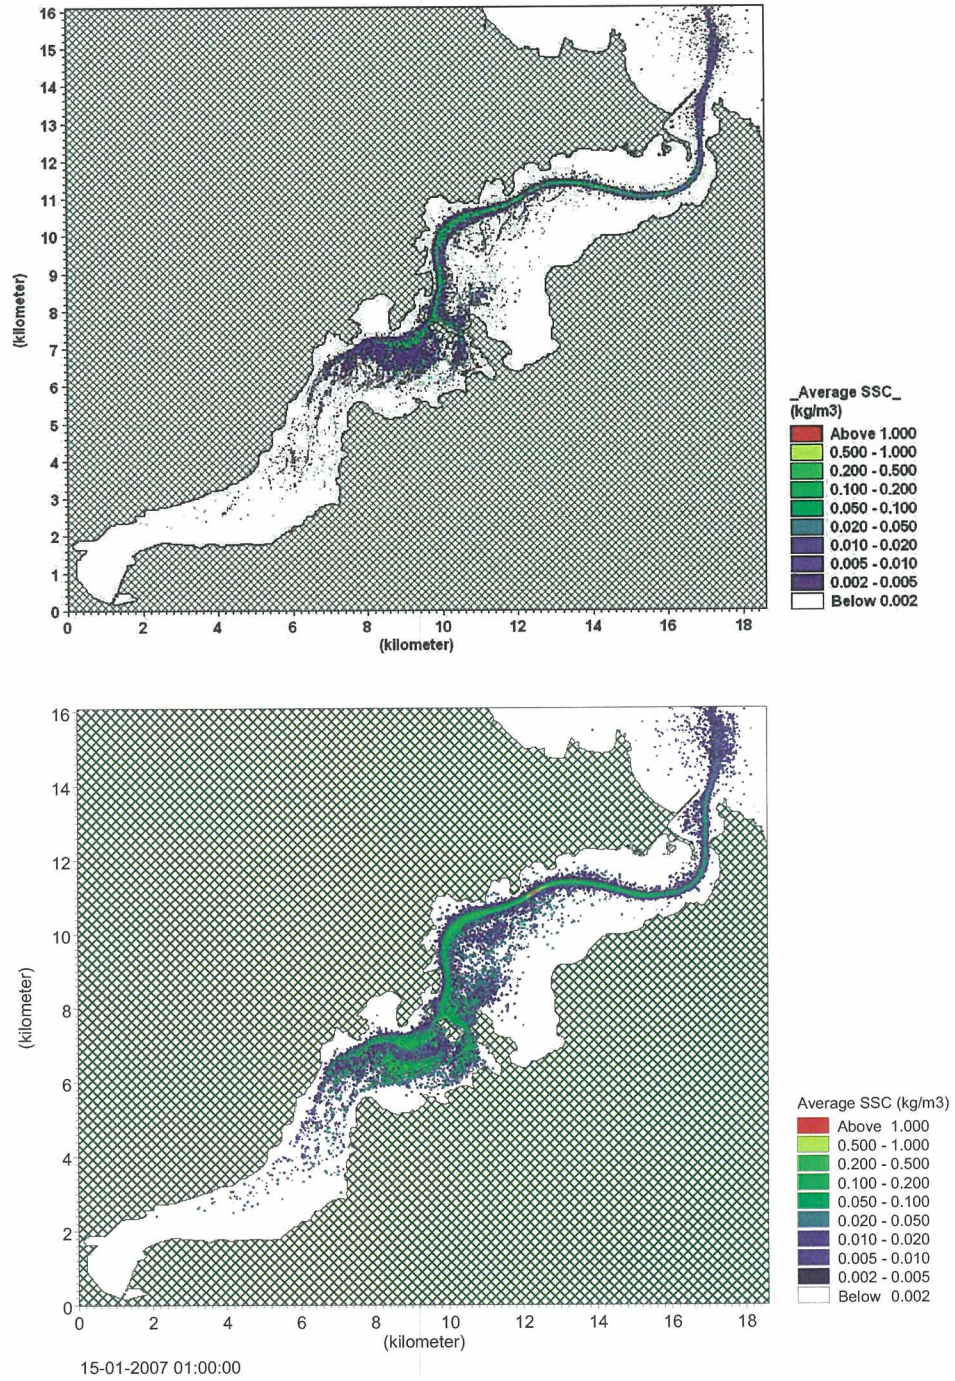 16
15
14
13
12
11
10
9
8
7
6
5
4
3
2
1
0
(kilometer)
0 2 4 6 8 10 12 14 16 18
(kilometer)
_Average SSC_
(kg/m3)
Above 1.000
0.500 - 1.000
0.200 - 0.500
0.100 - 0.200
0.050 - 0.100
0.020 - 0.050
0.010 - 0.020
0.005 - 0.010
0.002 - 0.005
Below 0.002
16
14
12
10
8
6
4
2
0
(kilometer)
0 2 4 6 8 10 12 14 16 18
(kilometer)
Average SSC (kg/m3)
Above 1.000
0.500 - 1.000
0.200 - 0.500
0.100 - 0.200
0.050 - 0.100
0.020 - 0.050
0.010 - 0.020
0.005 - 0.010
0.002 - 0.005
Below 0.002
15-01-2007 01:00:00